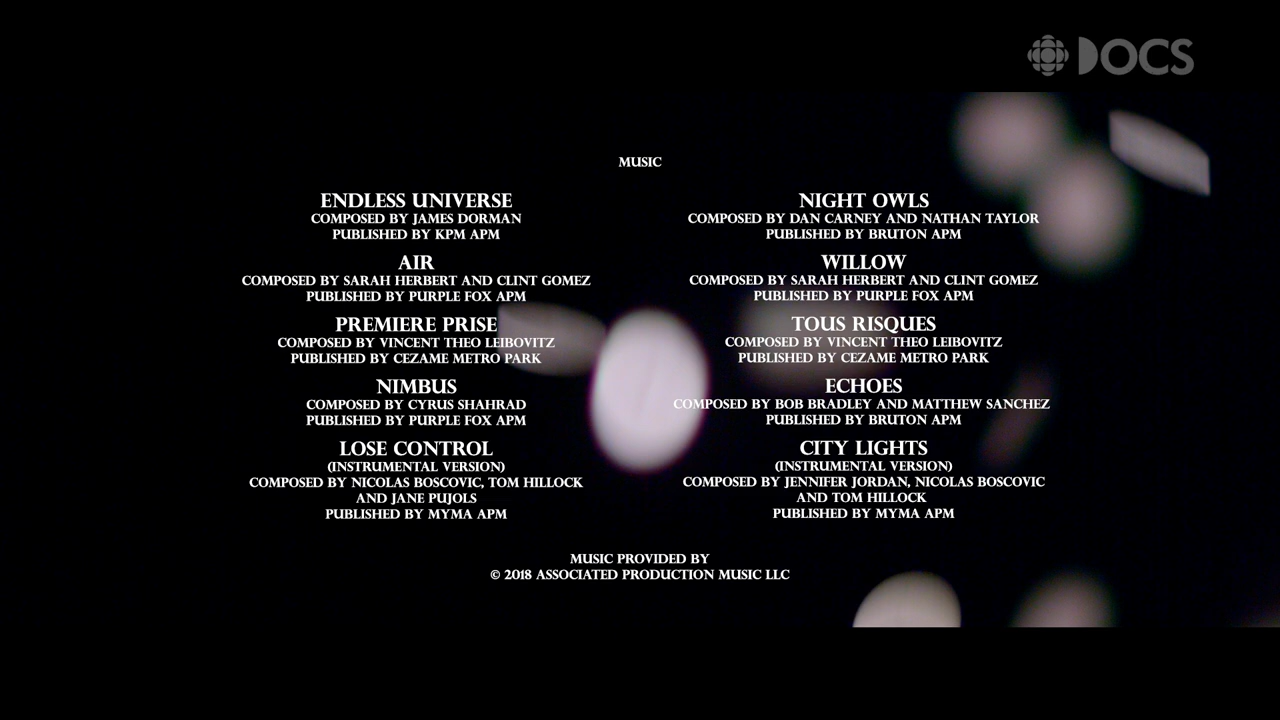 DOCS
MUSIC
ENDLESS UNIVERSE
COMPOSED BY JAMES DORMAN
PUBLISHED BY KPM APM
AIR
COMPOSED BY SARAH HERBERT AND CLINT GOMEZ
PUBLISHED BY PURPLE FOX APM
PREMIERE PRISE
COMPOSED BY VINCENT THEO LEIBOVITZ
PUBLISHED BY CEZAME METRO PARK
NIMBUS
COMPOSED BY CYRUS SHAHRAD
PUBLISHED BY PURPLE FOX APM
LOSE CONTROL
(INSTRUMENTAL VERSION)
COMPOSED BY NICOLAS BOSCOVIC, TOM HILLOCK
AND JANE PUJOLS
PUBLISHED BY MYMA APM
NIGHT OWLS
COMPOSED BY DAN CARNEY AND NATHAN TAYLOR
PUBLISHED BY BRUTON APM
WILLOW
COMPOSED BY SARAH HERBERT AND CLINT GOMEZ
PUBLISHED BY PURPLE FOX APM
TOUS RISQUES
COMPOSED BY VINCENT THEO LEIBOVITZ
PUBLISHED BY CEZAME METRO PARK
ECHOES
COMPOSED BY BOB BRADLEY AND MATTHEW SANCHEZ
PUBLISHED BY BRUTON APM
CITY LIGHTS
(INSTRUMENTAL VERSION)
COMPOSED BY JENNIFER JORDAN, NICOLAS BOSCOVIC
AND TOM HILLOCK
PUBLISHED BY MYMA APM
MUSIC PROVIDED BY
© 2018 ASSOCIATED PRODUCTION MUSIC LLC